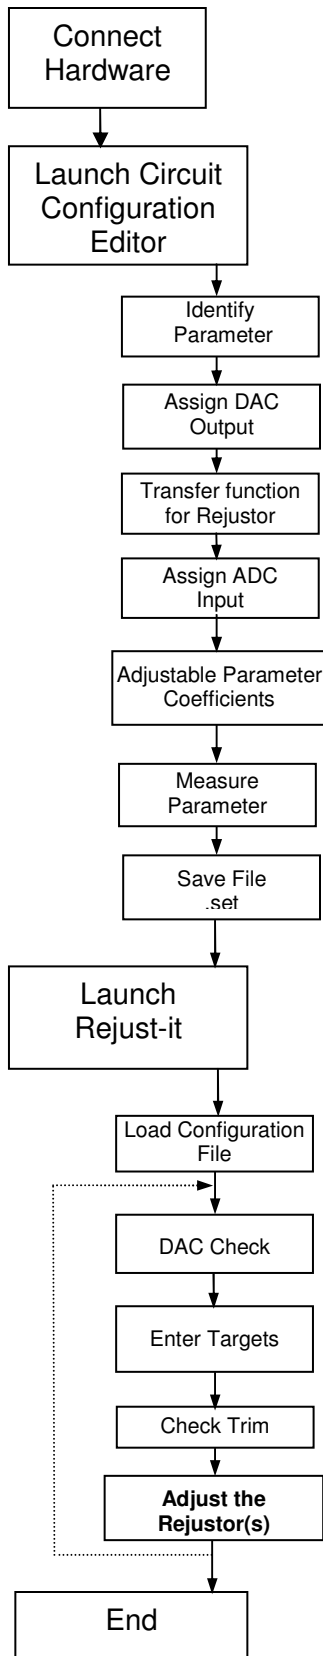 Connect
Hardware
Launch Circuit
Configuration
Editor
Identify
Parameter
Assign DAC
Output
Transfer function
for Rejustor
Assign ADC
Input
Adjustable Parameter
Coefficients
Measure
Parameter
Save File
.set
Launch
Rejust-it
Load Configuration
File
DAC Check
Enter Targets
Check Trim
Adjust the
Rejustor(s)
End